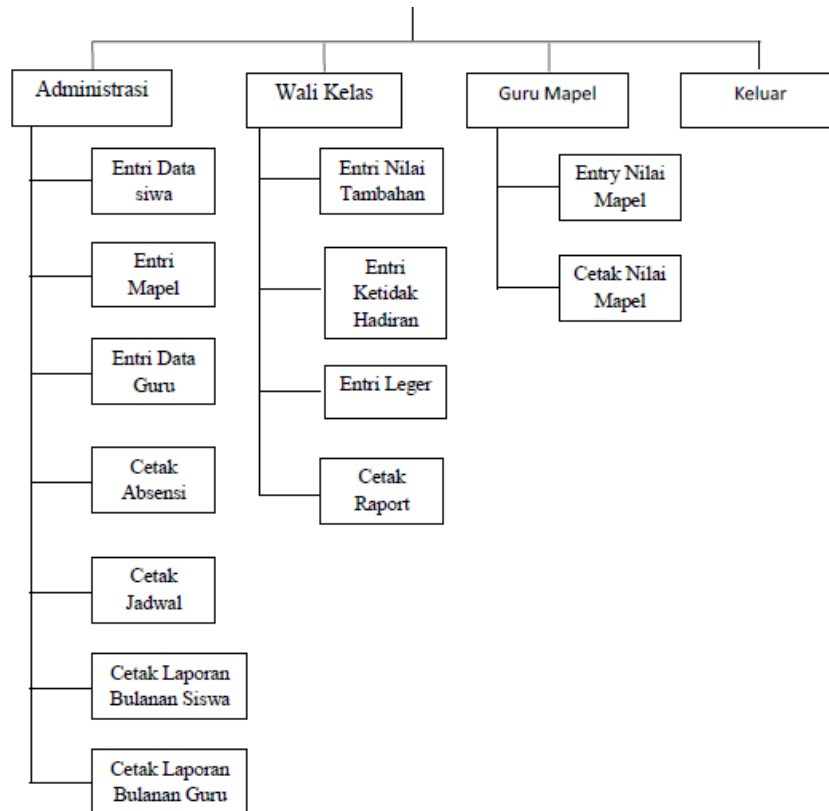 Administrasi
Wali Kelas
Guru Mapel
Keluar
Entri Data
siwa
Entri
Mapel
Entri Data
Guru
Cetak
Absensi
Cetak
Jadwal
Cetak Laporan
Bulanan Siswa
Cetak Laporan
Bulanan Guru
Entri Nilai
Tambahan
Entri
Ketidak
Hadiran
Entri Leger
Cetak
Raport
Entry Nilai
Mapel
Cetak Nilai
Mapel